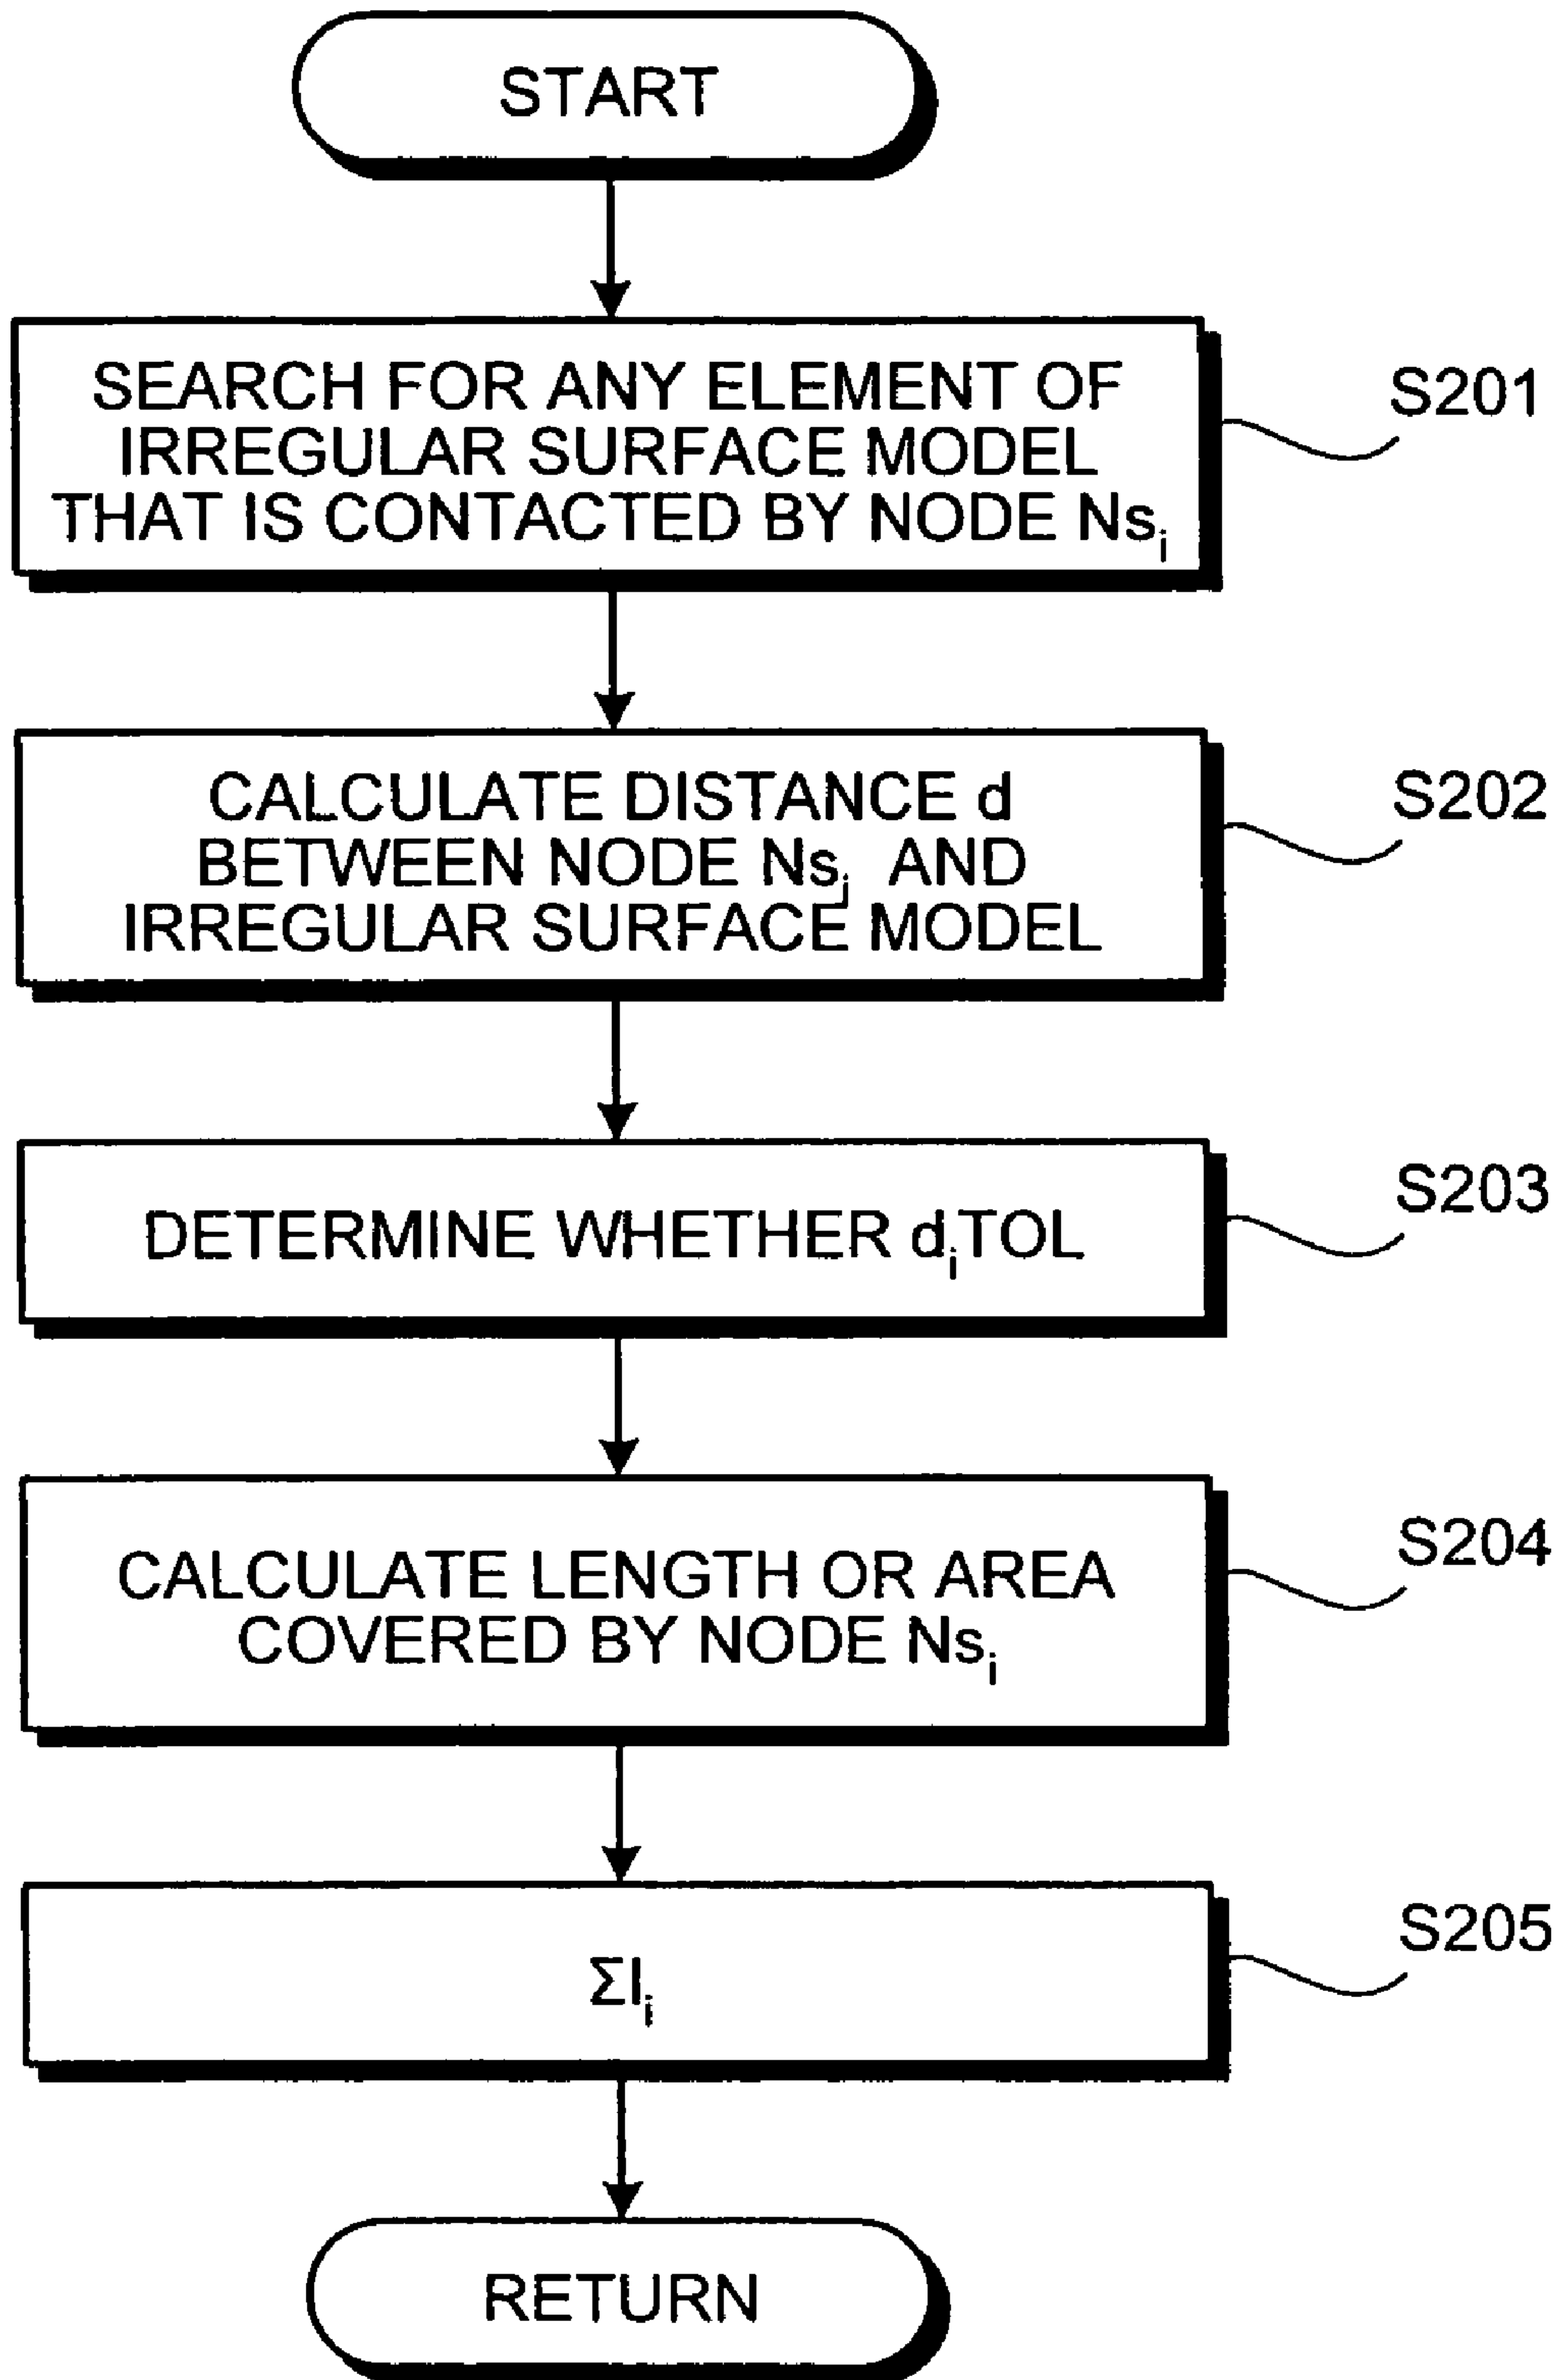 START
SEARCH FOR ANY ELEMENT OF
IRREGULAR SURFACE MODEL
THAT IS CONTACTED BY NODE Nsᵢ
S201
CALCULATE DISTANCE d
BETWEEN NODE Nsᵢ AND
IRREGULAR SURFACE MODEL
S202
DETERMINE WHETHER dᵢTOL
S203
CALCULATE LENGTH OR AREA
COVERED BY NODE Nsᵢ
S204
Σlᵢ
S205
RETURN